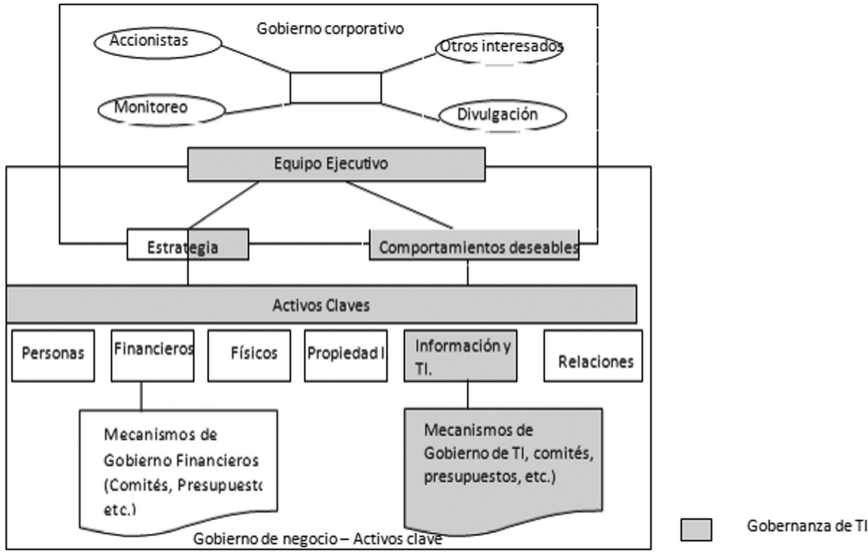 Gobierno corporativo
Accionistas
Otros interesados
Monitoreo
Divulgación
Equipo Ejecutivo
Estrategia
Comportamientos deseables
Activos Claves
Personas
Financieros
Físicos
Propiedad I.
Información y
TI.
Relaciones
Mecanismos de
Gobierno Financieros
(Comités, Presupuesto
etc.)
Mecanismos de
Gobierno de TI, comités,
presupuestos, etc.)
Gobierno de negocio – Activos clave
Gobernanza de TI